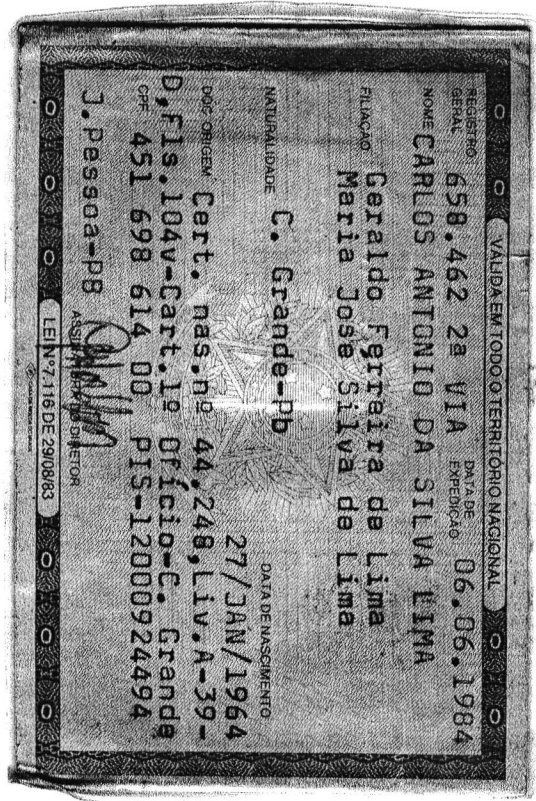 VÁLIDA EM TODO O TERRITÓRIO NACIONAL
REGISTRO GERAL 658.462 2a VIA DATA DE EXPEDIÇÃO 06.06.1984
NOME CARLOS ANTONIO DA SILVA LIMA
FILIAÇÃO Geraldo Ferraira de Lima
Maria Jose Silva de Lima
NATURALIDADE C. Grande-Pb DATA DE NASCIMENTO 27/JAN/1964
DOC. ORIGEM Cert. nas.nº 44.248,Liv.A-39-
D,Fls.104v-Cart.1º Ofício-C. Grande
CPF 451 698 614 00 PIS-12000924494
J.Pessoa-PB
ASSINATURA DO DIRETOR
LEI Nº 7.116 DE 29/08/83